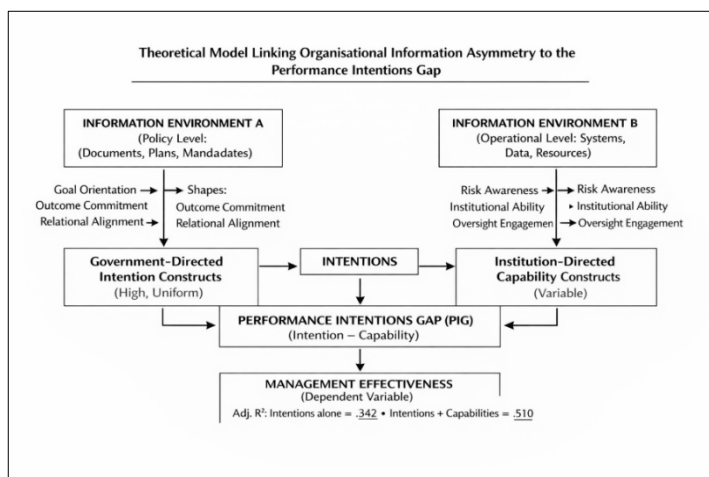 Theoretical Model Linking Organisational Information Asymmetry to the
Performance Intentions Gap
INFORMATION ENVIRONMENT A
(Policy Level:
(Documents, Plans, Mandadates)
INFORMATION ENVIRONMENT B
(Operational Level: Systems,
Data, Resources)
Goal Orientation
Outcome Commitment
Relational Alignment
Shapes:
Outcome Commitment
Relational Alignment
Risk Awareness
Institutional Ability
Oversight Engagemen
Risk Awareness
Institutional Ability
Oversight Engagement
Government-Directed
Intention Constructs
(High, Uniform)
INTENTIONS
Institution-Directed
Capability Constructs
(Variable)
PERFORMANCE INTENTIONS GAP (PIG)
(Intention – Capability)
MANAGEMENT EFFECTIVENESS
(Dependent Variable)
Adj. R²: Intentions alone = .342 • Intentions + Capabilities = .510